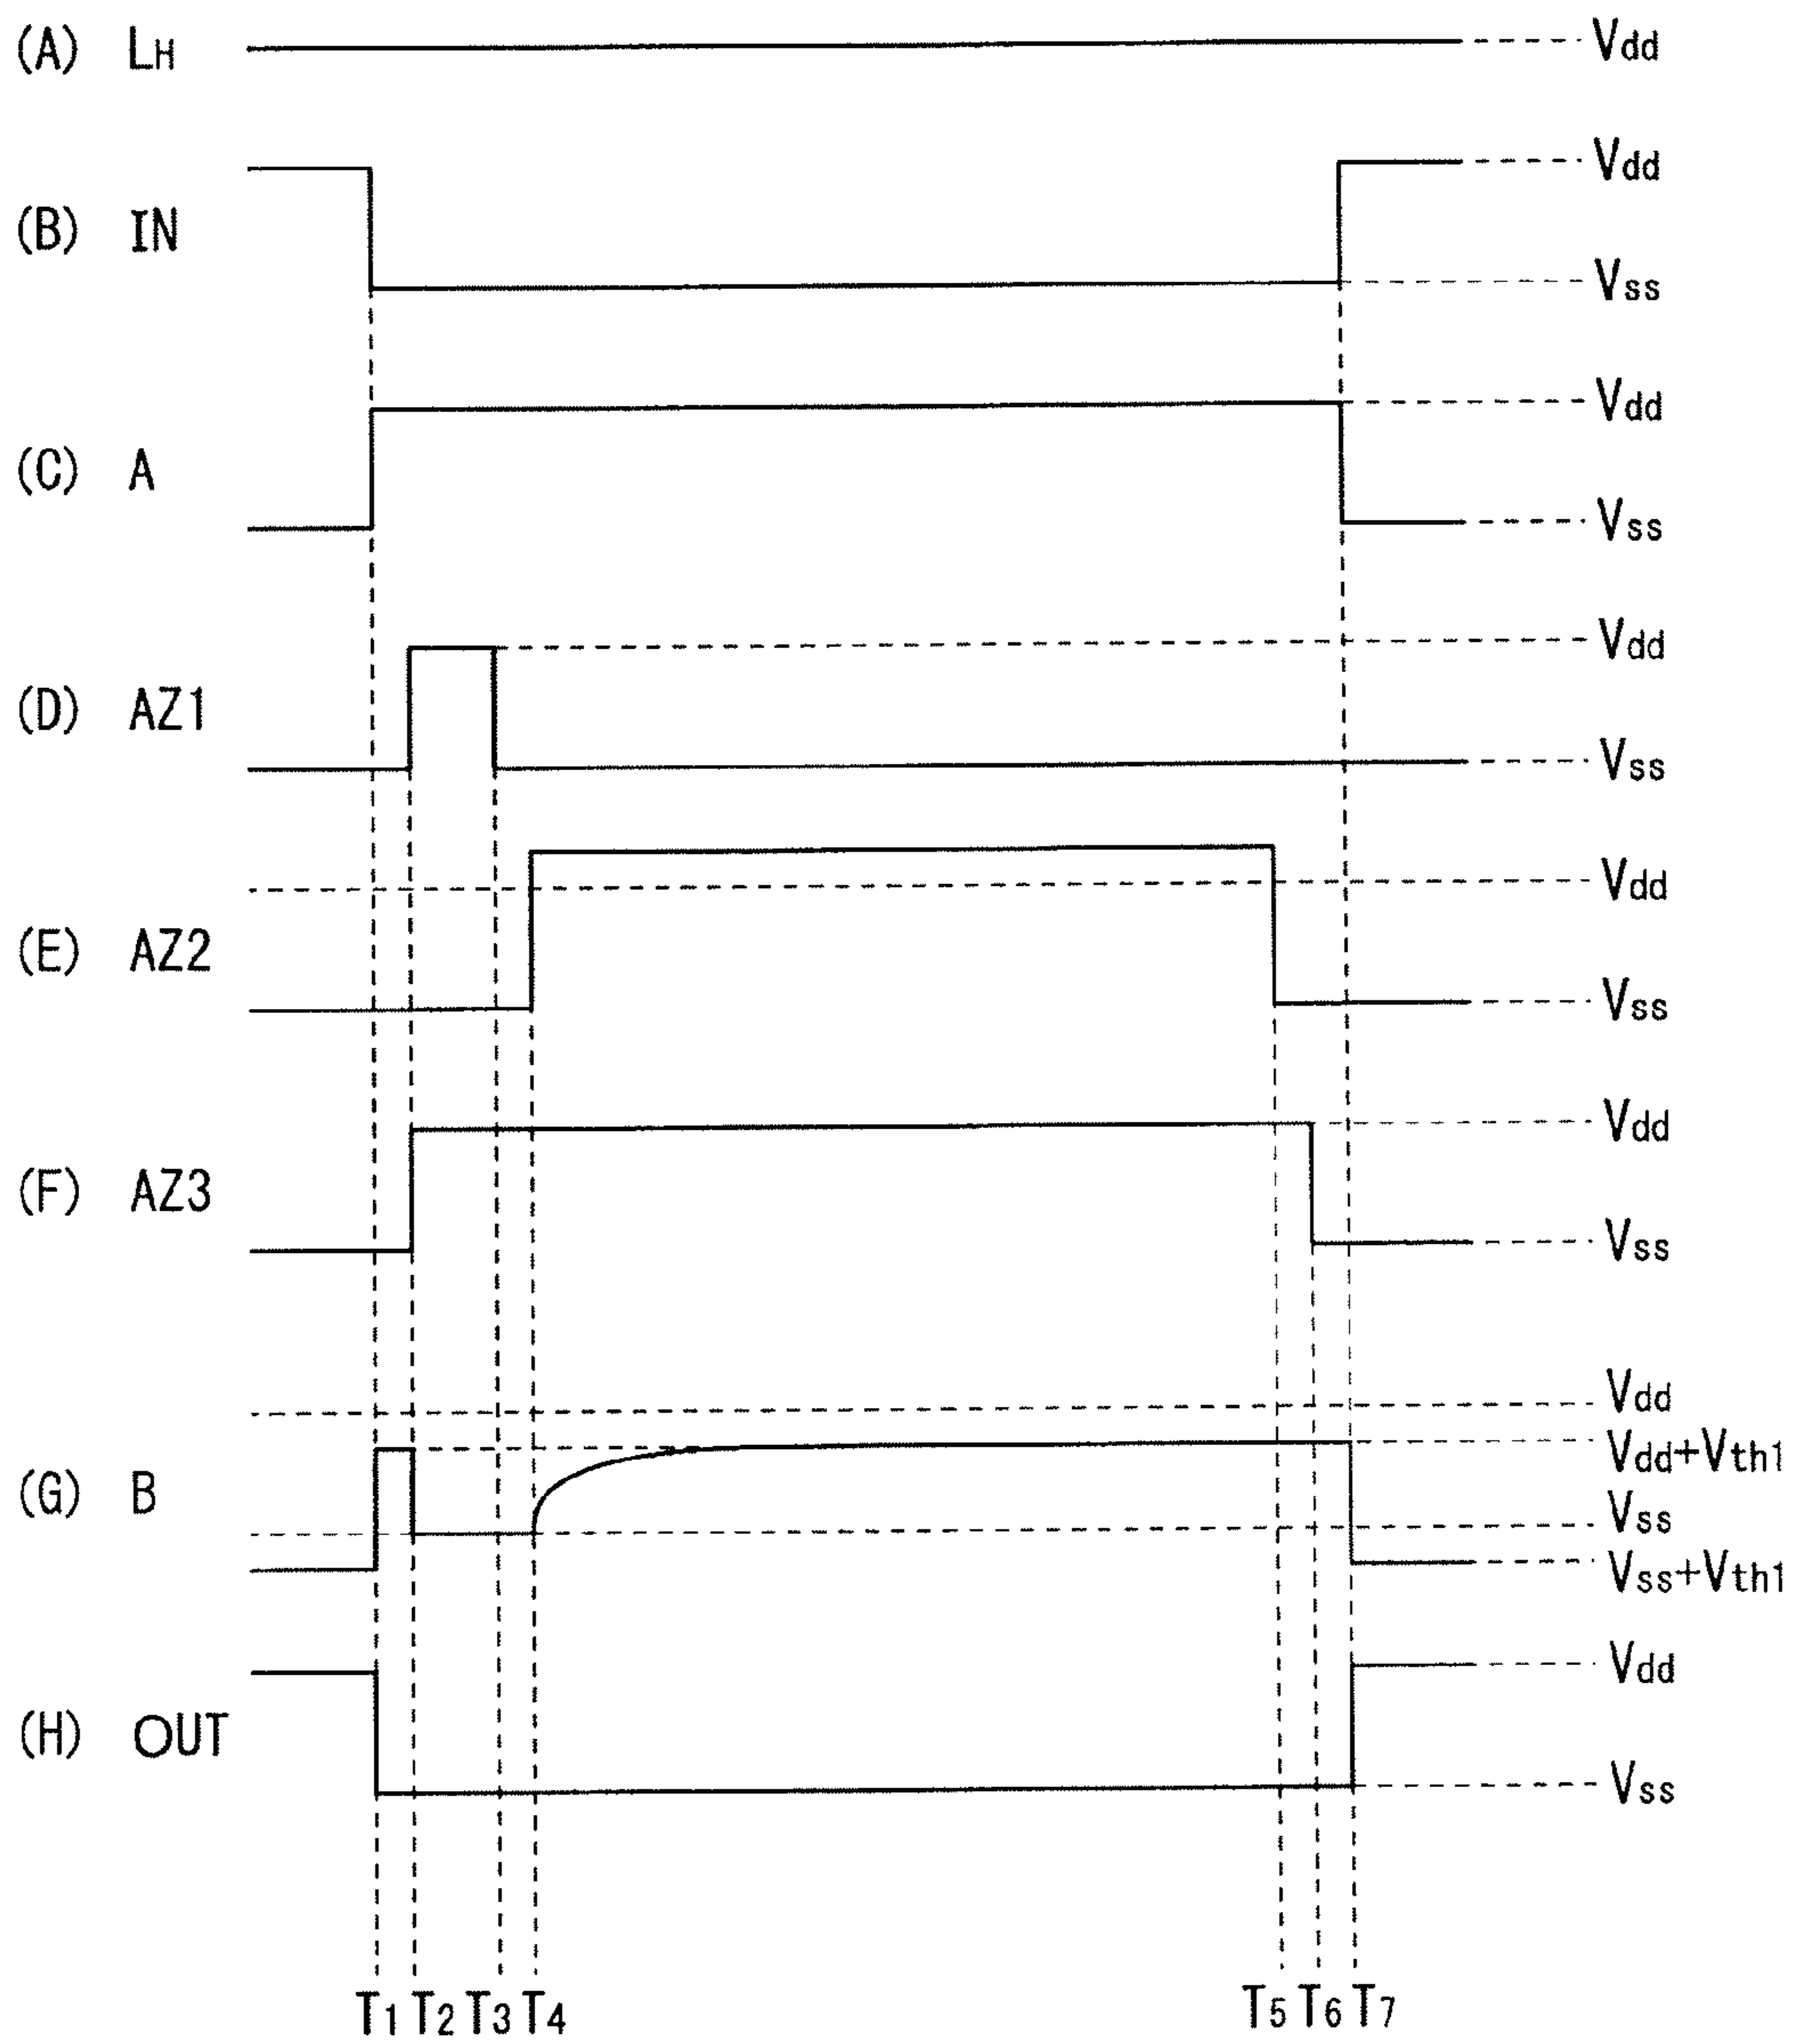 (A) LH Vdd
(B) IN Vdd
Vss
(C) A Vdd
Vss
(D) AZ1 Vdd
Vss
(E) AZ2 Vdd
Vss
(F) AZ3 Vdd
Vss
(G) B Vdd
Vdd+Vth1
Vss
Vss+Vth1
(H) OUT Vdd
Vss
T1 T2 T3 T4 T5 T6 T7